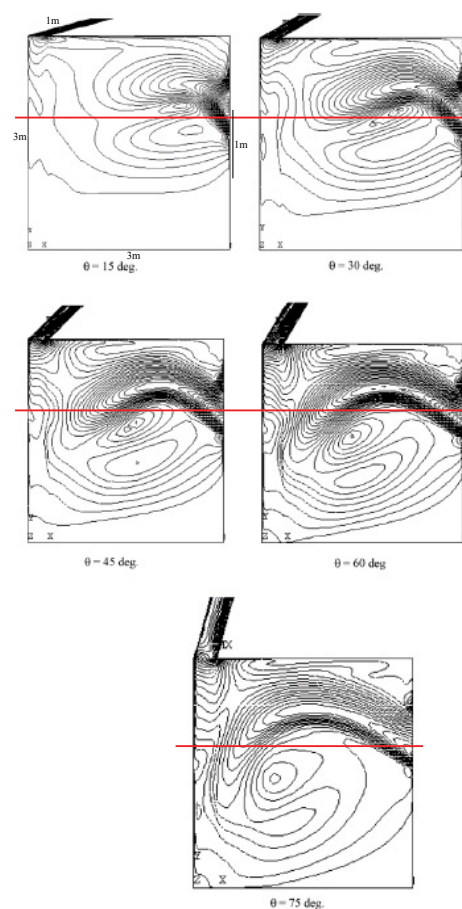 1m
3m
1m
Y
Z X
3m
θ = 15 deg.
Z X
θ = 30 deg.
Y
Z X
θ = 45 deg.
Y
Z X
θ = 60 deg
X
Y
Z X
θ = 75 deg.